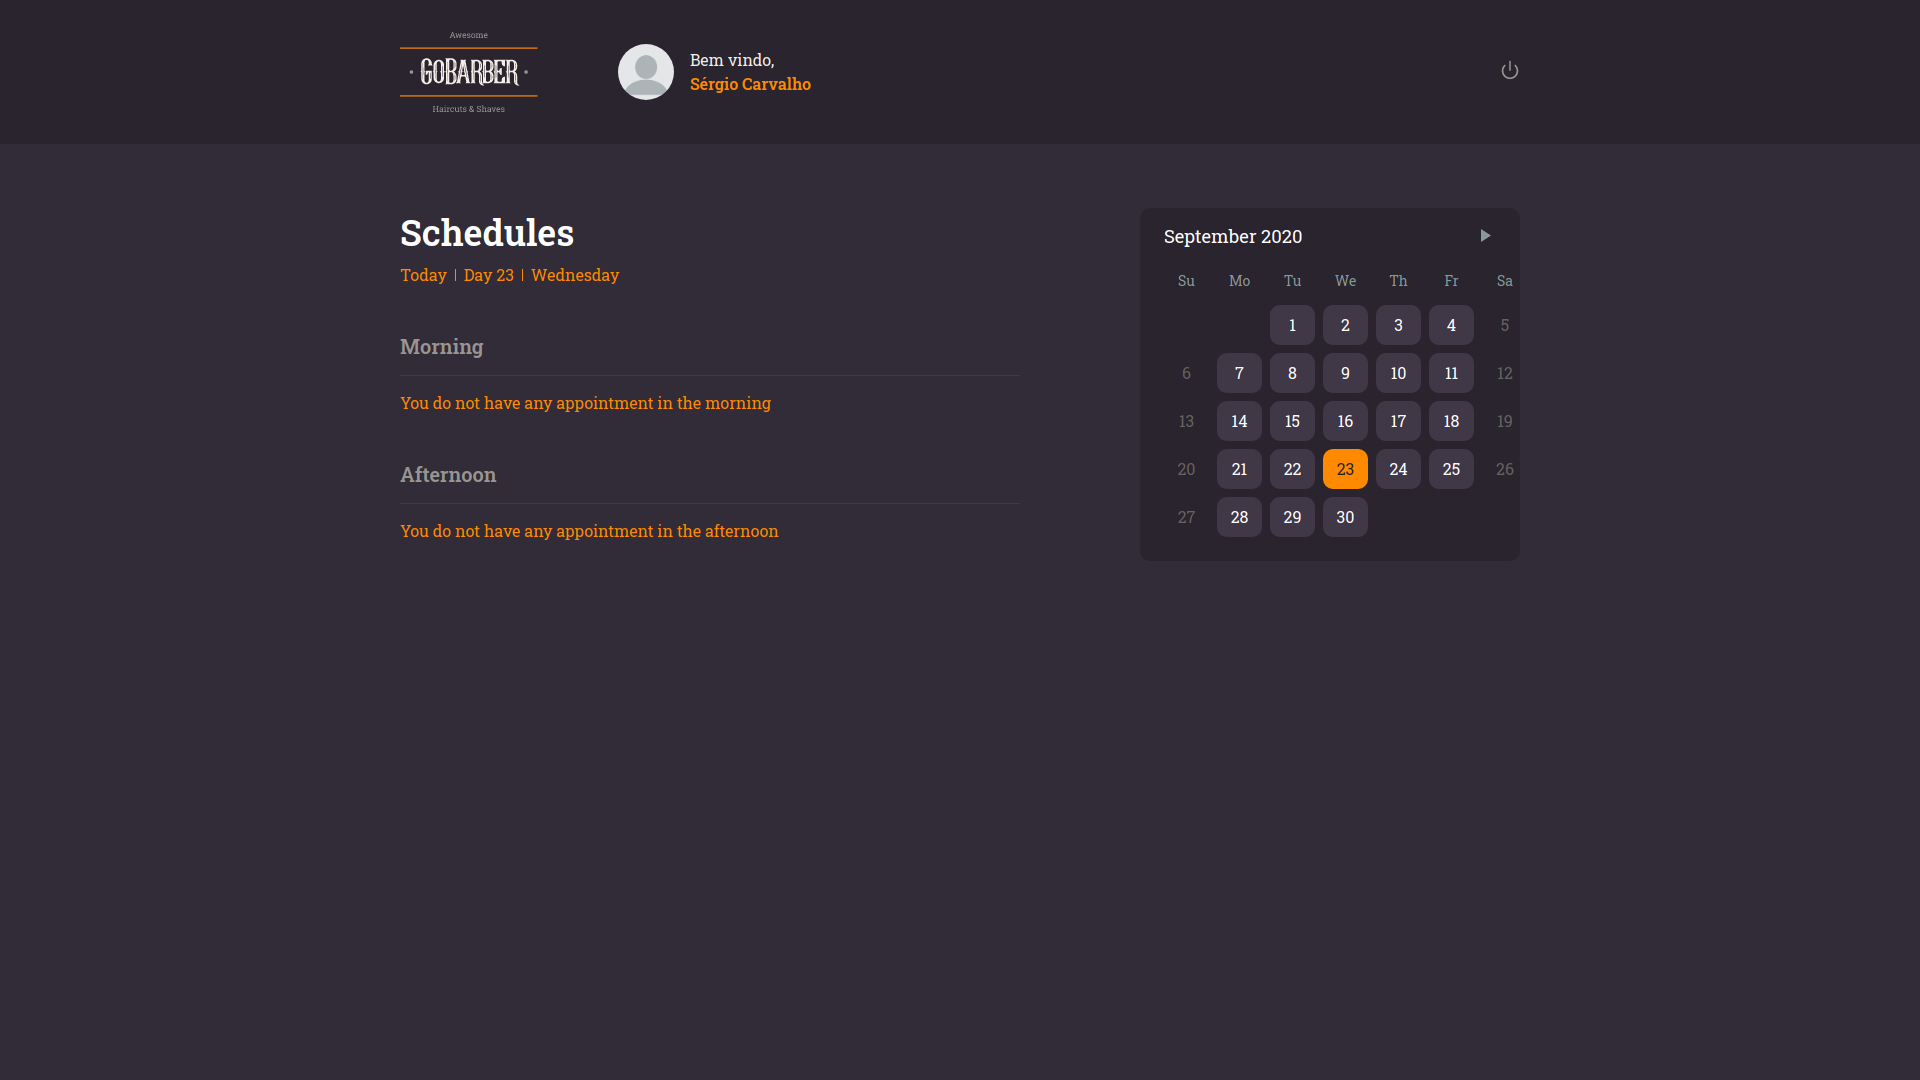 Awesome
GOBARBER
Haircuts & Shaves
Bem vindo,
Sérgio Carvalho
Schedules
Today | Day 23 | Wednesday
Morning
You do not have any appointment in the morning
Afternoon
You do not have any appointment in the afternoon
September 2020
Su Mo Tu We Th Fr Sa
1 2 3 4 5
6 7 8 9 10 11 12
13 14 15 16 17 18 19
20 21 22 23 24 25 26
27 28 29 30